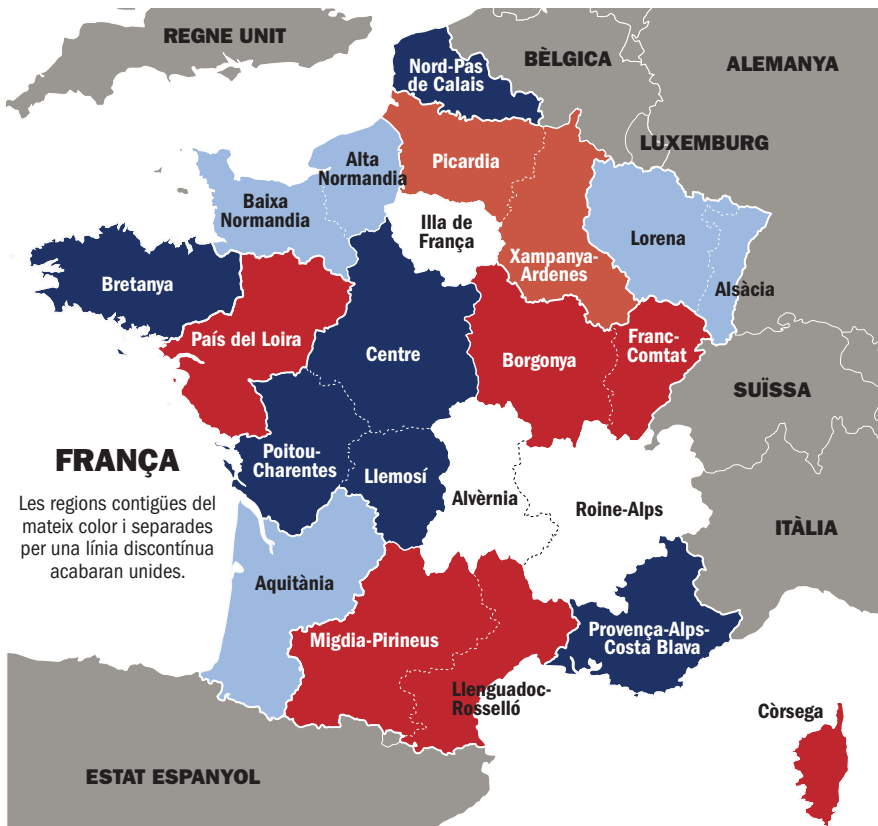 REGNE UNIT
BÈLGICA
ALEMANYA
Nord-Pas
de Calais
LUXEMBURG
Picardia
Alta
Normandia
Baixa
Normandia
Illa de
França
Lorena
Xampanya-
Ardenes
Alsàcia
Bretanya
País del Loira
Centre
Borgonya
Franc-
Comtat
SUÏSSA
FRANÇA
Les regions contigües del
mateix color i separades
per una línia discontínua
acabaran unides.
Poitou-
Charentes
Llemosí
Alvèrnia
Roine-Alps
ITÀLIA
Aquitània
Migdia-Pirineus
Provença-Alps-
Costa Blava
Llenguadoc-
Rosselló
Còrsega
ESTAT ESPANYOL